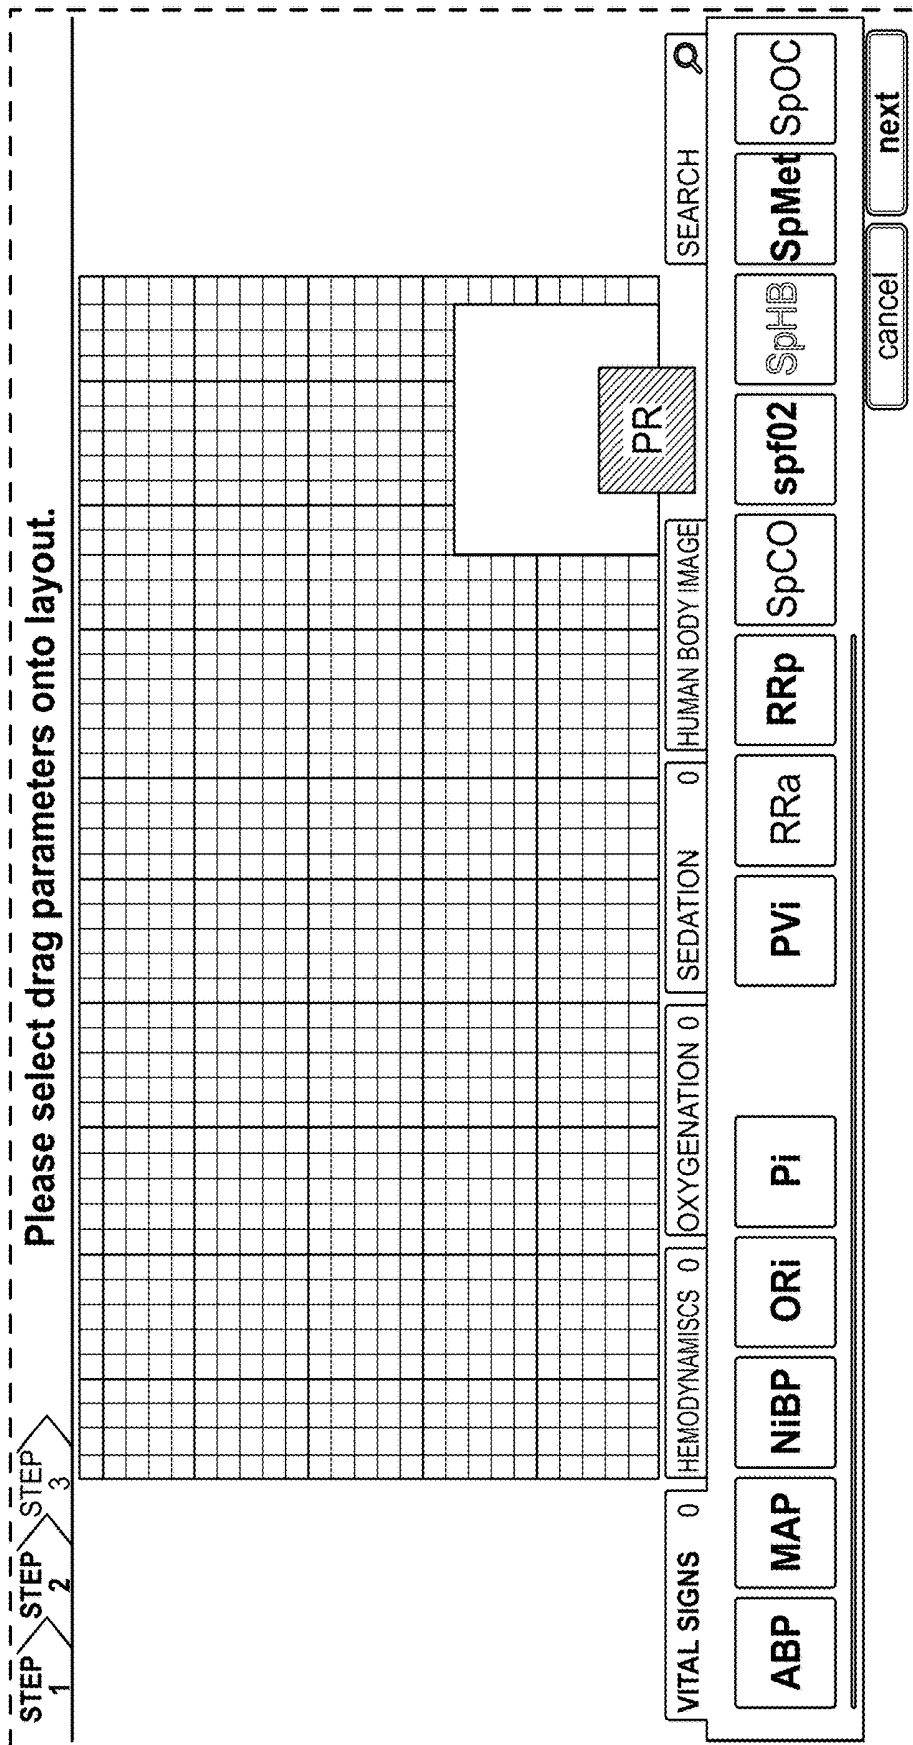 STEP 1 STEP 2 STEP 3
Please select drag parameters onto layout.
PR
VITAL SIGNS 0 HEMODYNAMISCS 0 OXYGENATION 0 SEDATION 0 HUMAN BODY IMAGE SEARCH
ABP MAP NiBP ORi Pi PVi RRa RRp SpCO spf02 SpHB SpMet SpOC
cancel next